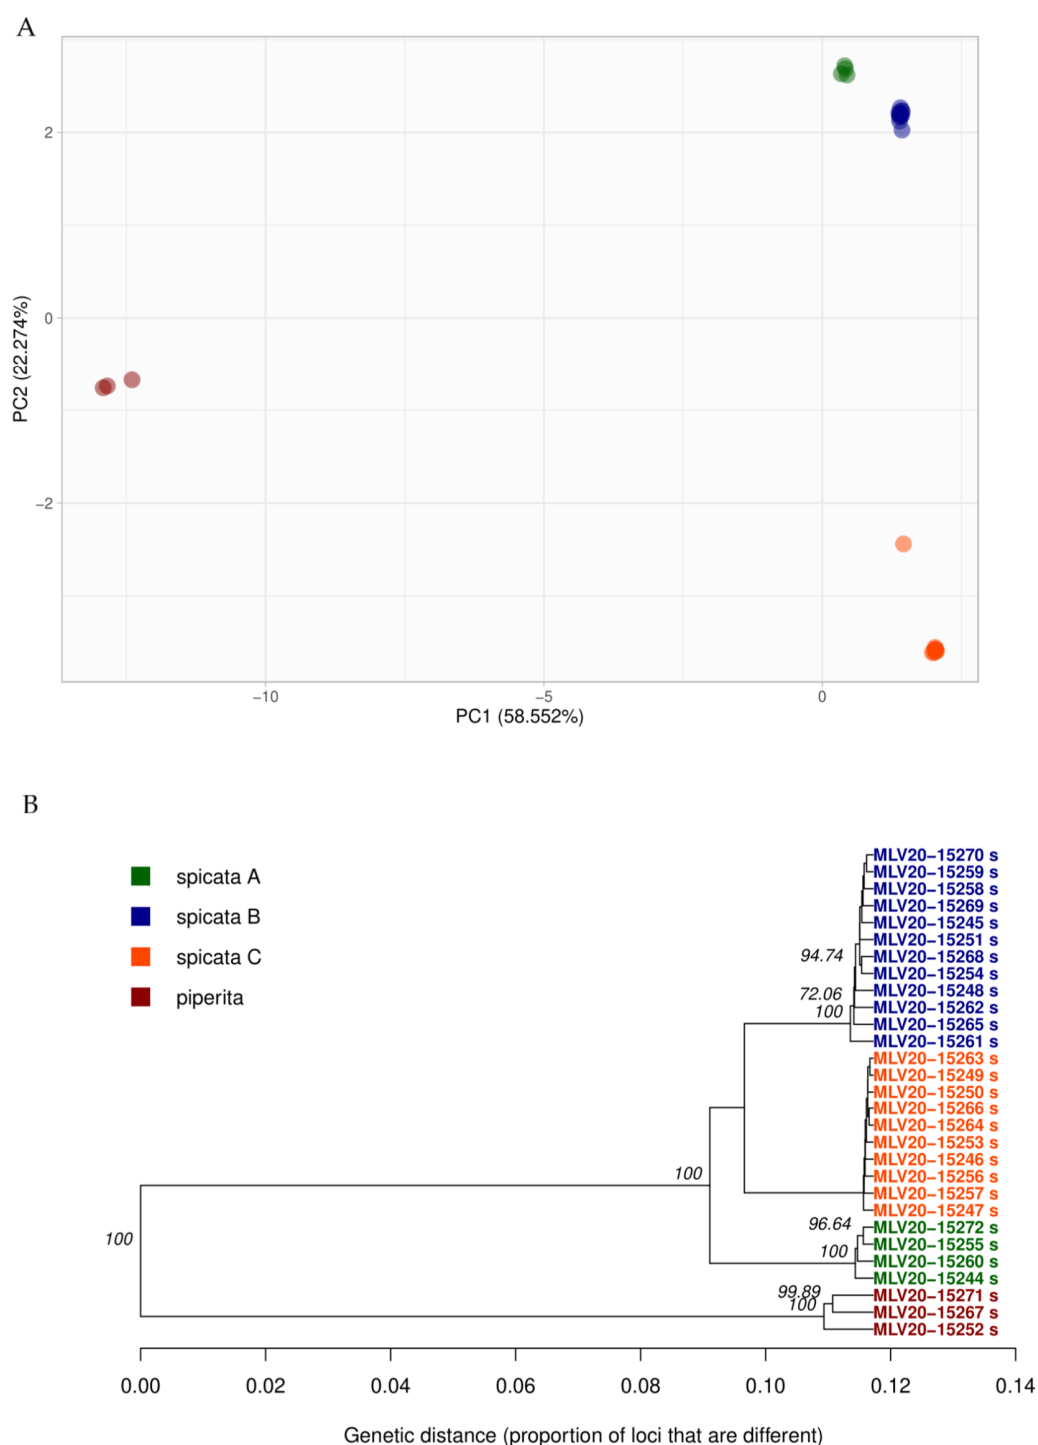 A
2
0
−2
PC2 (22.274%)
−10
−5
0
PC1 (58.552%)
B
spicata A
spicata B
spicata C
piperita
MLV20−15270 s
MLV20−15259 s
MLV20−15258 s
MLV20−15269 s
MLV20−15245 s
MLV20−15251 s
94.74
MLV20−15268 s
MLV20−15254 s
72.06
MLV20−15248 s
100
MLV20−15262 s
MLV20−15265 s
MLV20−15261 s
MLV20−15263 s
MLV20−15249 s
MLV20−15250 s
MLV20−15266 s
MLV20−15264 s
MLV20−15253 s
MLV20−15246 s
100
MLV20−15256 s
MLV20−15257 s
MLV20−15247 s
96.64
MLV20−15272 s
100
MLV20−15255 s
100
MLV20−15260 s
MLV20−15244 s
99.89
MLV20−15271 s
100
MLV20−15267 s
MLV20−15252 s
0.00 0.02 0.04 0.06 0.08 0.10 0.12 0.14
Genetic distance (proportion of loci that are different)